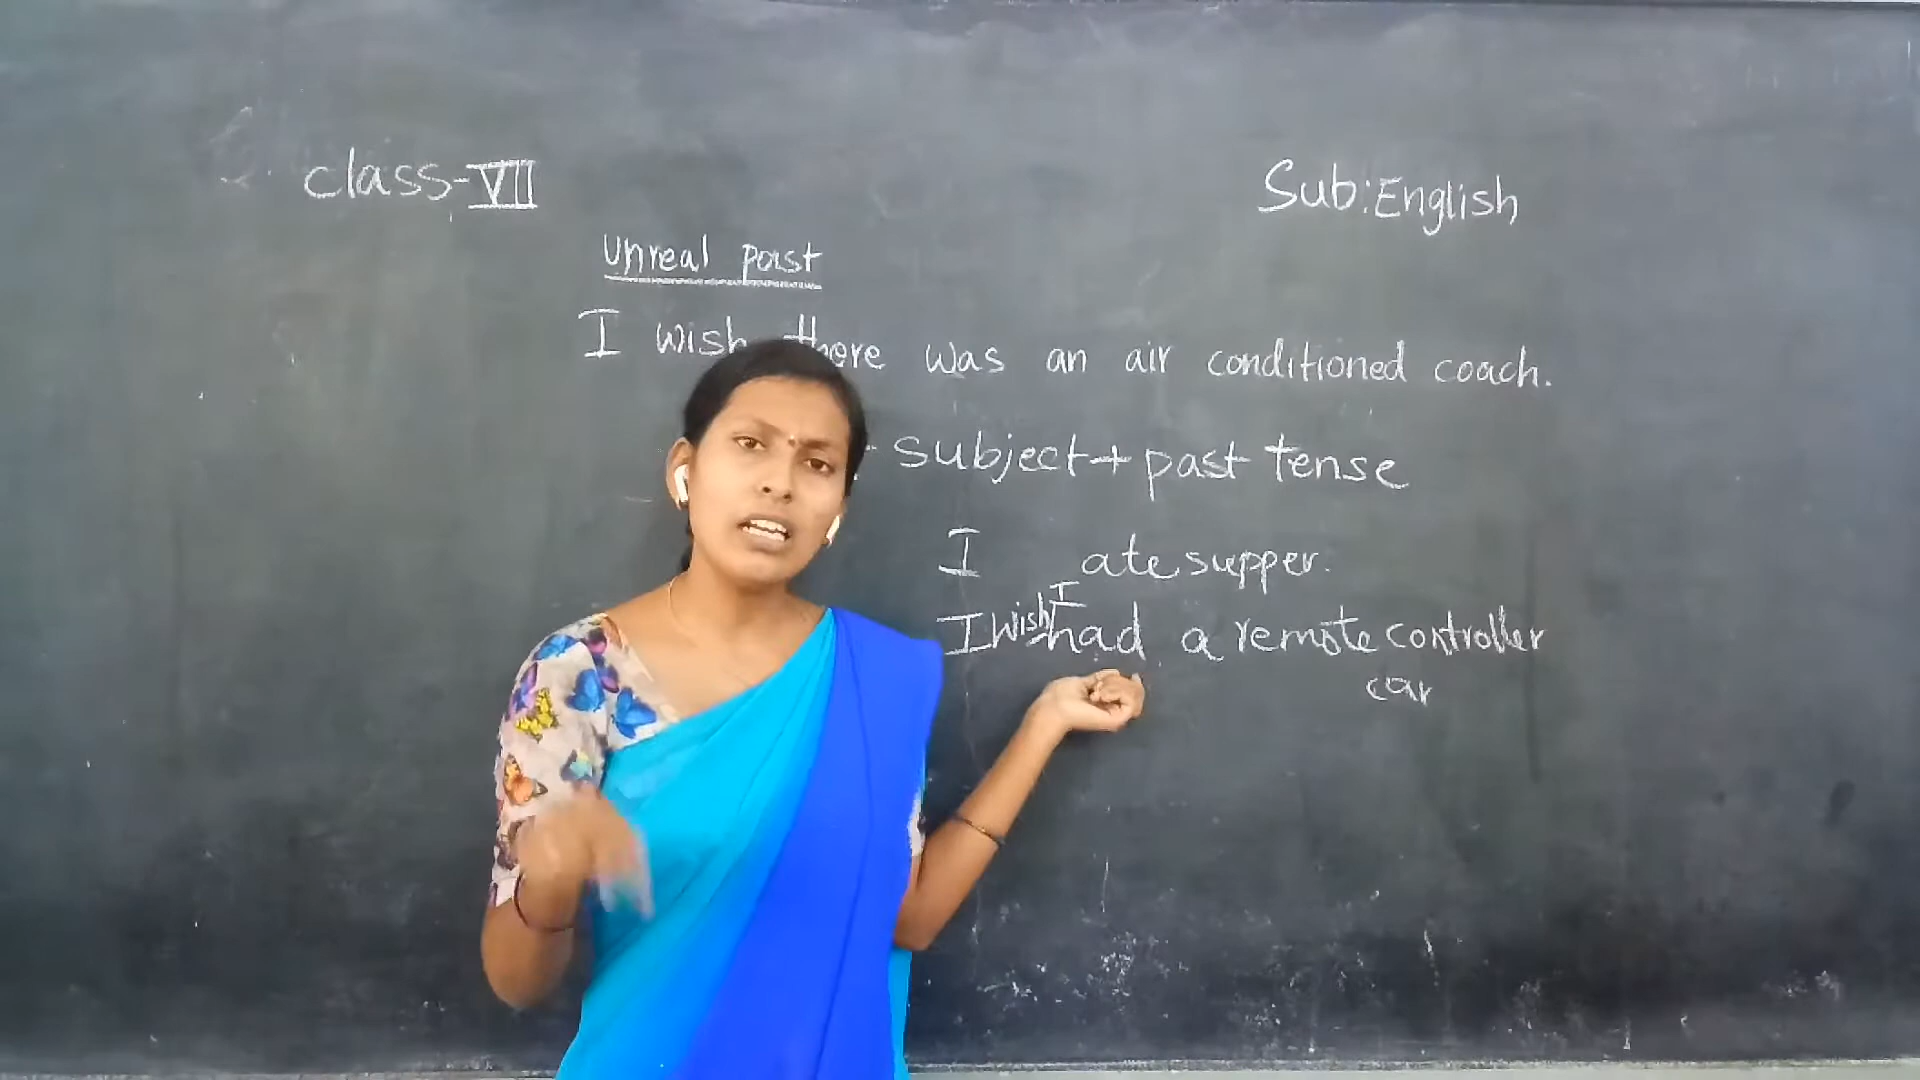 class-VII
Sub:English
Unreal past
I wish there was an air conditioned coach.
subject+past tense
I ate supper.
I wish I had a remote controller
car